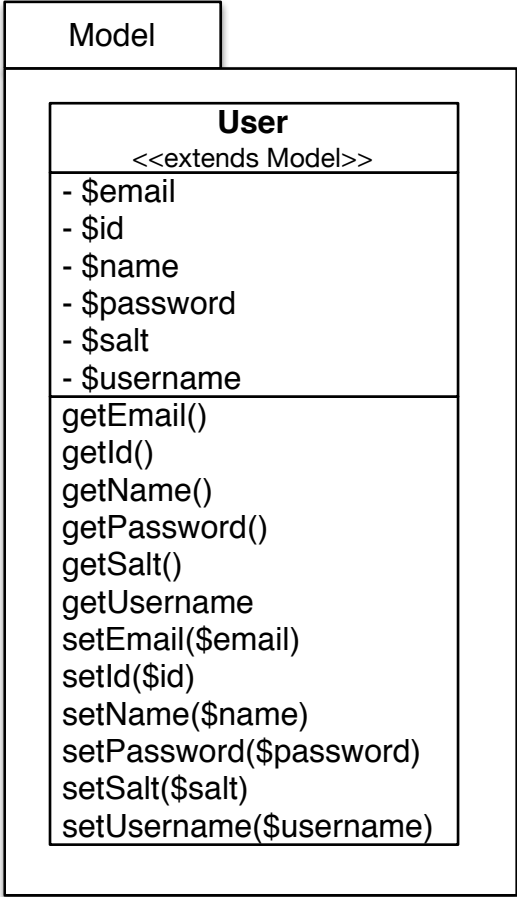 Model
User
<<extends Model>>
- $email
- $id
- $name
- $password
- $salt
- $username
getEmail()
getId()
getName()
getPassword()
getSalt()
getUsername
setEmail($email)
setId($id)
setName($name)
setPassword($password)
setSalt($salt)
setUsername($username)